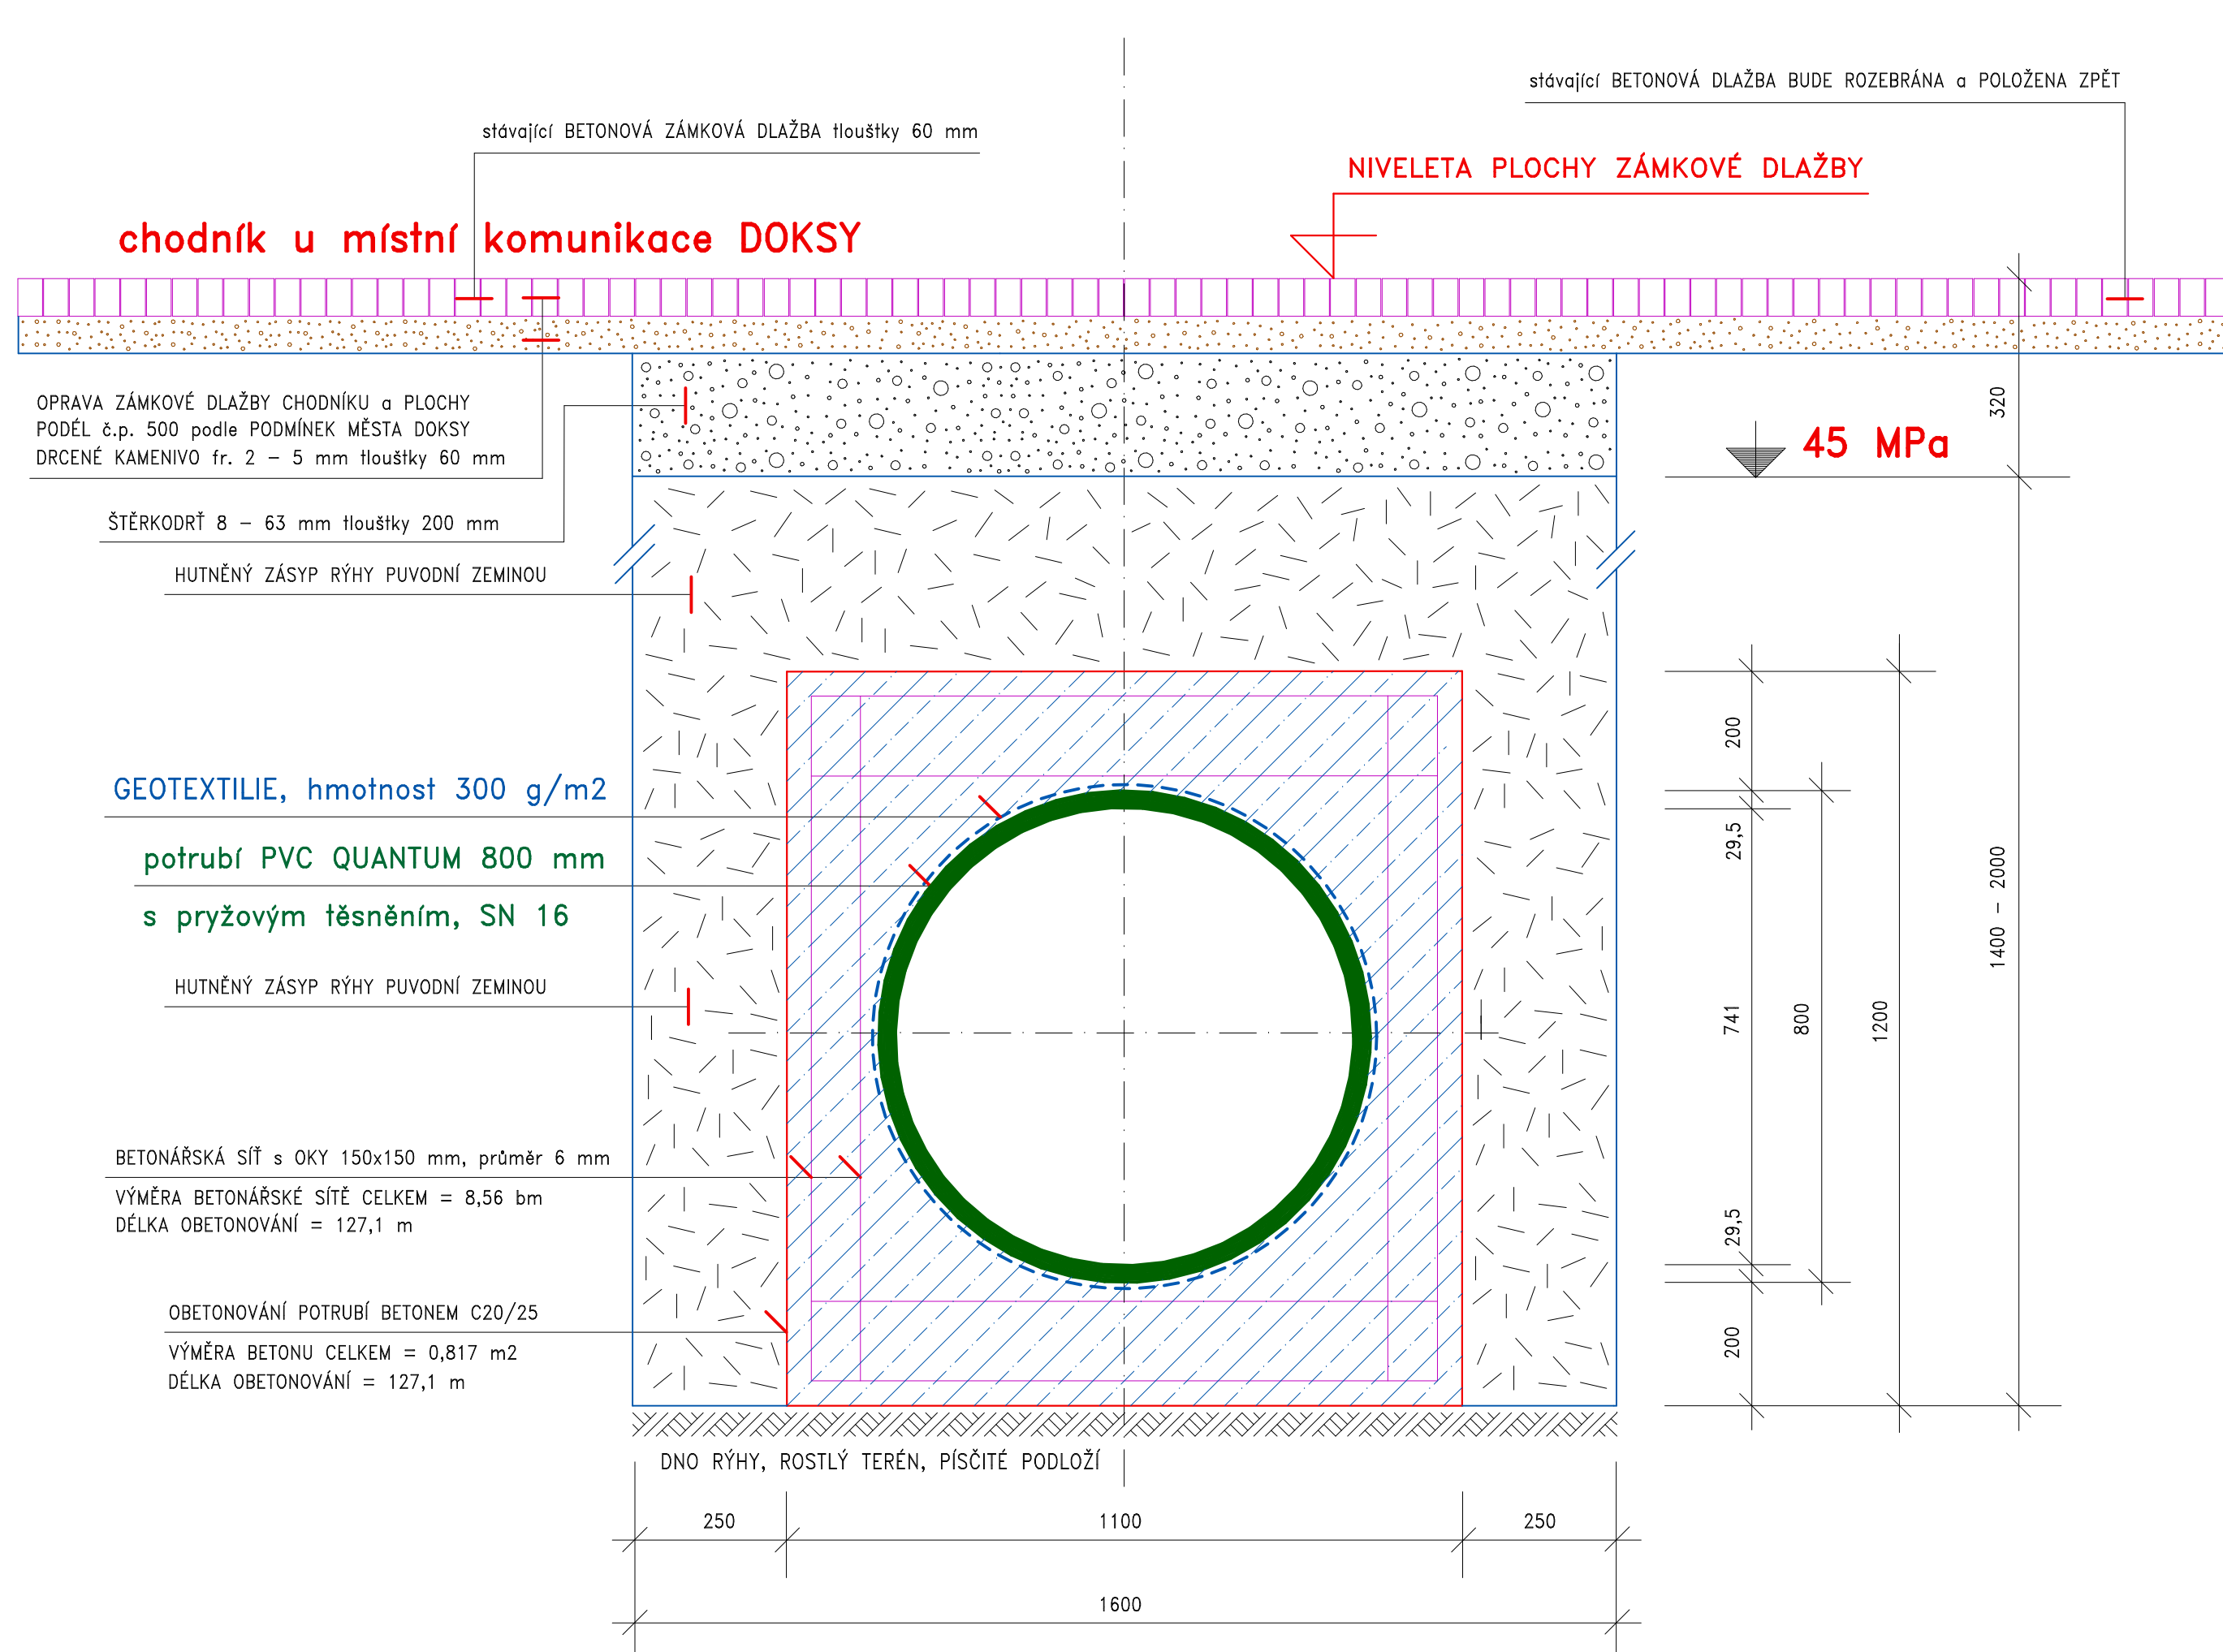 stávající BETONOVÁ DLAŽBA BUDE ROZEBRÁNA a POLOŽENA ZPĚT
stávající BETONOVÁ ZÁMKOVÁ DLAŽBA tlouštky 60 mm
NIVELETA PLOCHY ZÁMKOVÉ DLAŽBY
chodník u místní komunikace DOKSY
OPRAVA ZÁMKOVÉ DLAŽBY CHODNÍKU a PLOCHY
PODÉL č.p. 500 podle PODMÍNEK MĚSTA DOKSY
DRCENÉ KAMENIVO fr. 2 – 5 mm tlouštky 60 mm
320
45 MPa
ŠTĚRKODRŤ 8 – 63 mm tlouštky 200 mm
HUTNĚNÝ ZÁSYP RÝHY PUVODNÍ ZEMINOU
200
GEOTEXTILIE, hmotnost 300 g/m2
29,5
potrubí PVC QUANTUM 800 mm
s pryžovým těsněním, SN 16
1400 – 2000
HUTNĚNÝ ZÁSYP RÝHY PUVODNÍ ZEMINOU
741
800
1200
BETONÁŘSKÁ SÍŤ s OKY 150x150 mm, průměr 6 mm
VÝMĚRA BETONÁŘSKÉ SÍTĚ CELKEM = 8,56 bm
DÉLKA OBETONOVÁNÍ = 127,1 m
29,5
OBETONOVÁNÍ POTRUBÍ BETONEM C20/25
VÝMĚRA BETONU CELKEM = 0,817 m2
DÉLKA OBETONOVÁNÍ = 127,1 m
200
DNO RÝHY, ROSTLÝ TERÉN, PÍSČITÉ PODLOŽÍ
250
1100
250
1600